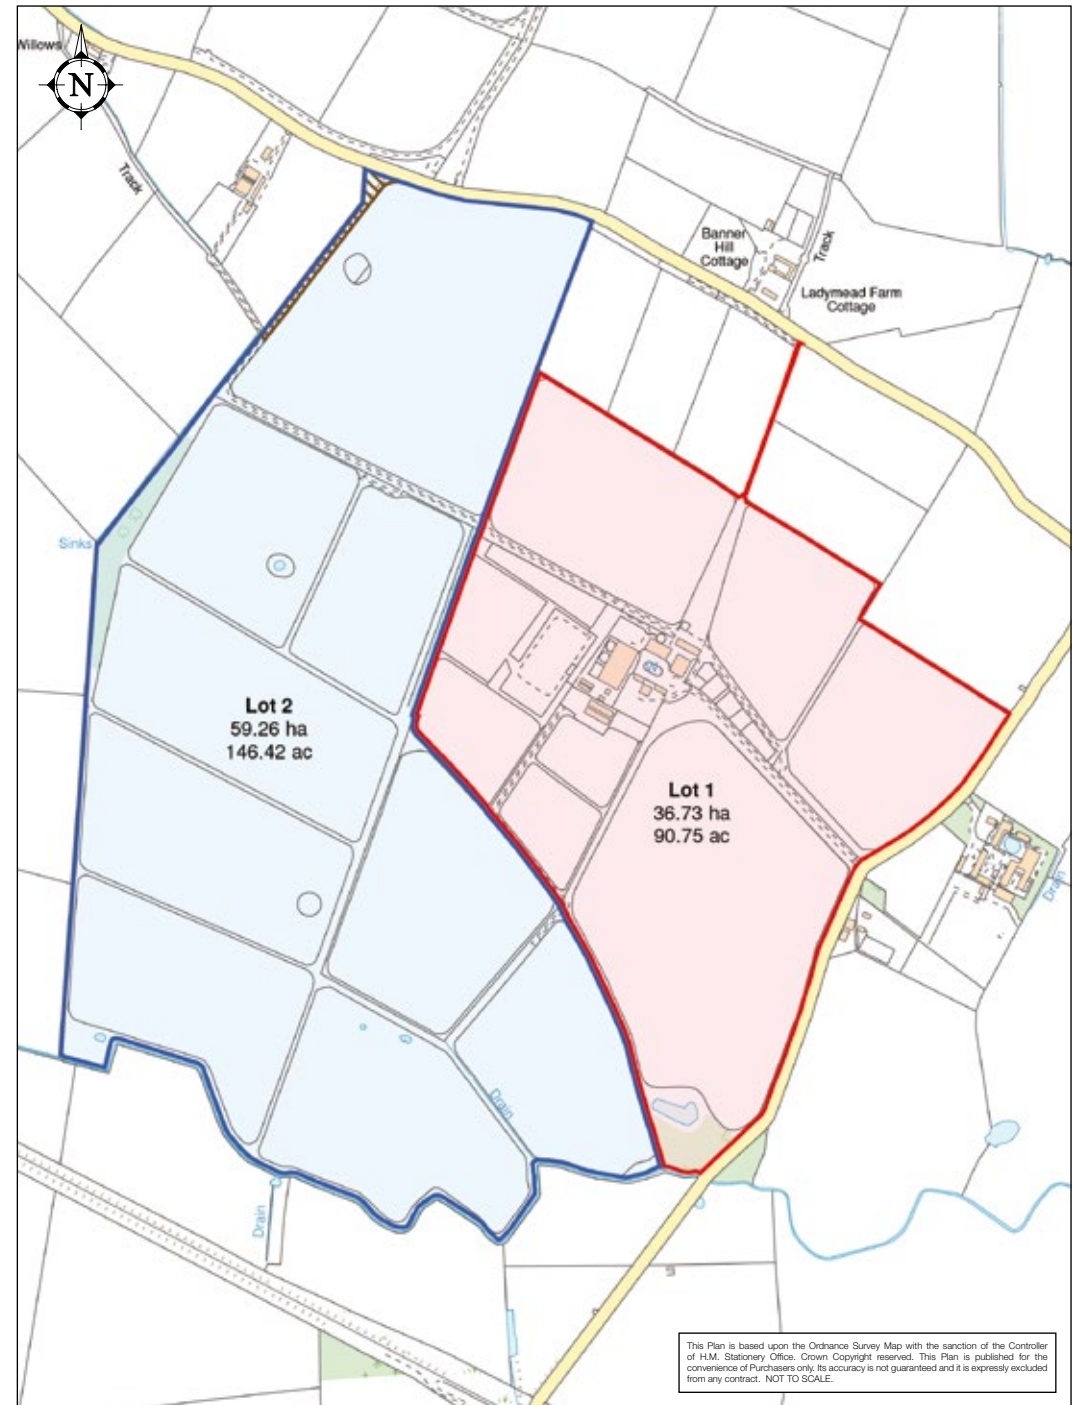 Willows
N
Track
Banner
Hill
Cottage
Track
Ladymead Farm
Cottage
Sinks
Lot 2
59.26 ha
146.42 ac
Lot 1
36.73 ha
90.75 ac
Drain
Drain
Drain
This Plan is based upon the Ordnance Survey Map with the sanction of the Controller
of H.M. Stationery Office. Crown Copyright reserved. This Plan is published for the
convenience of Purchasers only. Its accuracy is not guaranteed and it is expressly excluded
from any contract. NOT TO SCALE.